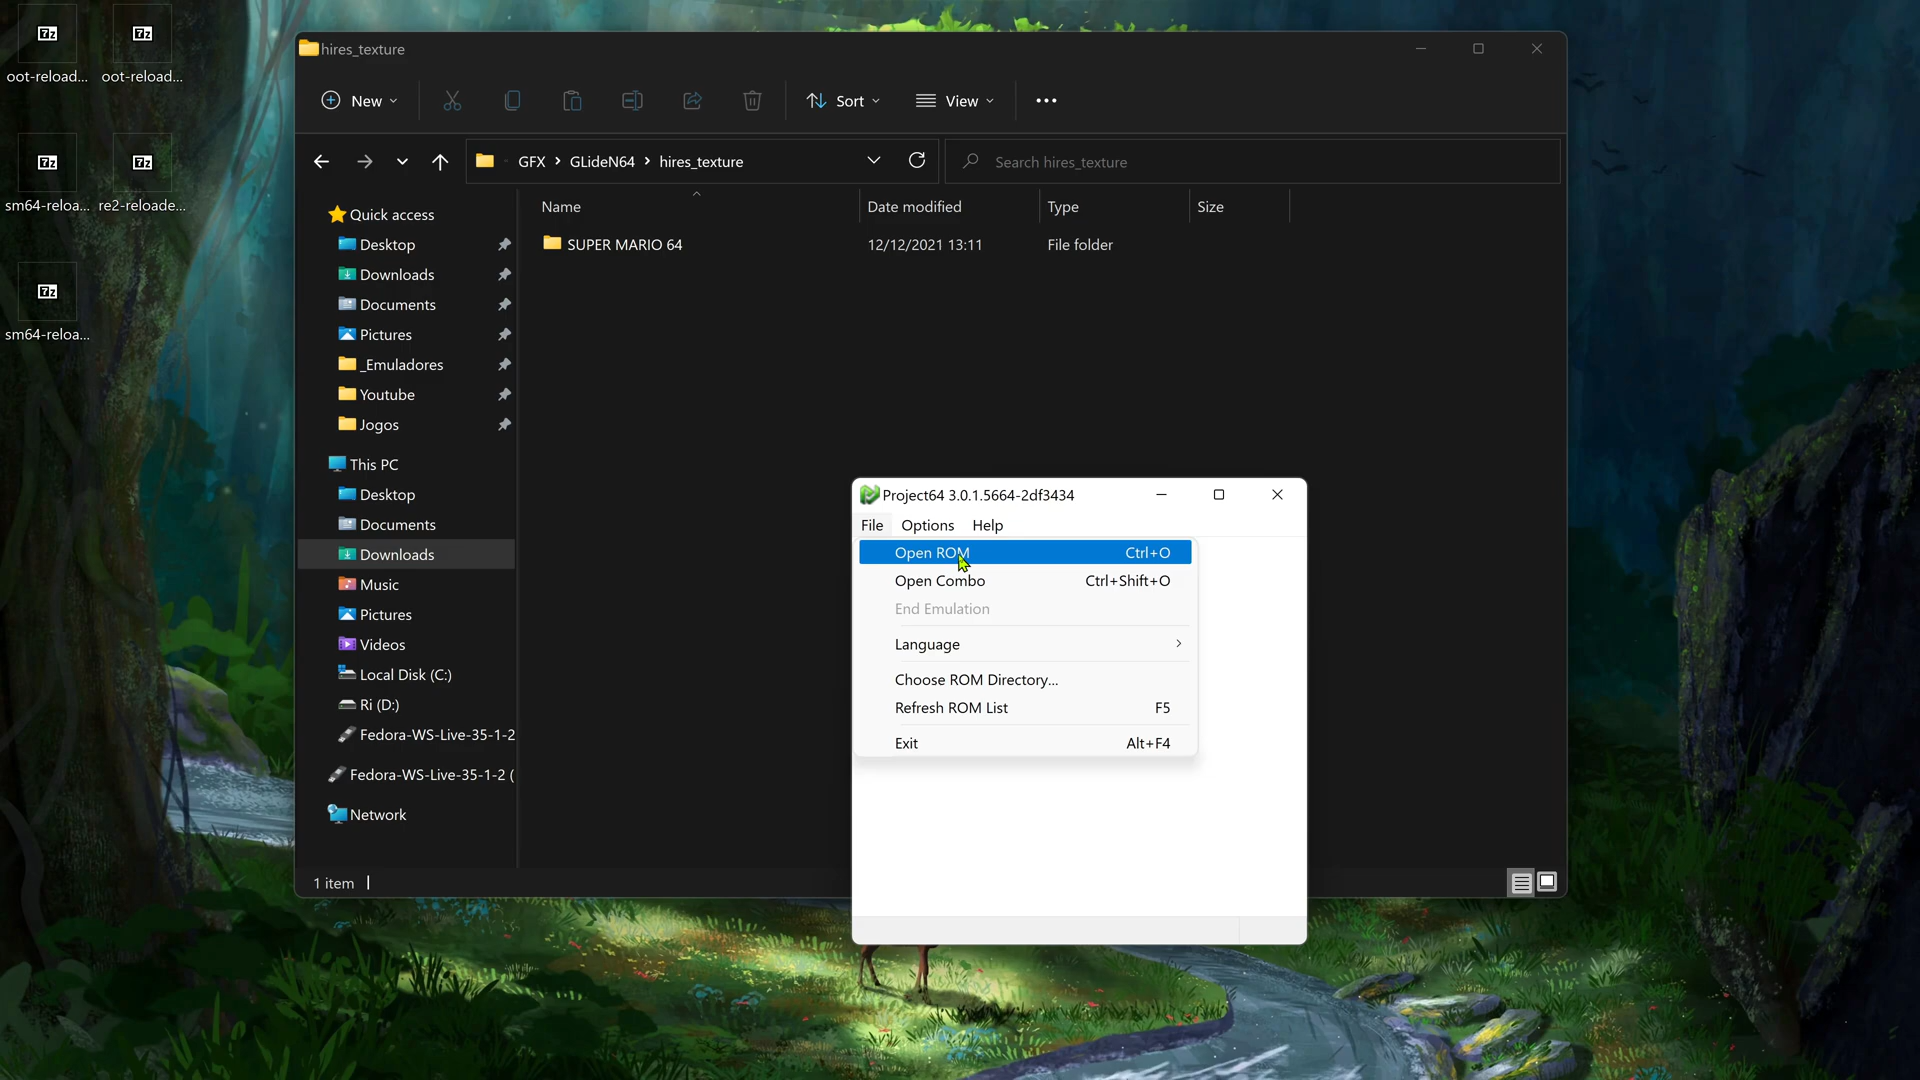 7z
7z
oot-reload...
oot-reload...
7z
7z
sm64-reloa...
re2-reloade...
7z
sm64-reloa...
hires_texture
New
Sort
View
GFX > GLideN64 > hires_texture
Search hires_texture
Name
Date modified
Type
Size
SUPER MARIO 64
12/12/2021 13:11
File folder
Quick access
Desktop
Downloads
Documents
Pictures
_Emuladores
Youtube
Jogos
This PC
Desktop
Documents
Downloads
Music
Pictures
Videos
Local Disk (C:)
Ri (D:)
Fedora-WS-Live-35-1-2
Fedora-WS-Live-35-1-2 (
Network
1 item
Project64 3.0.1.5664-2df3434
File Options Help
Open ROM Ctrl+O
Open Combo Ctrl+Shift+O
End Emulation
Language
Choose ROM Directory...
Refresh ROM List F5
Exit Alt+F4